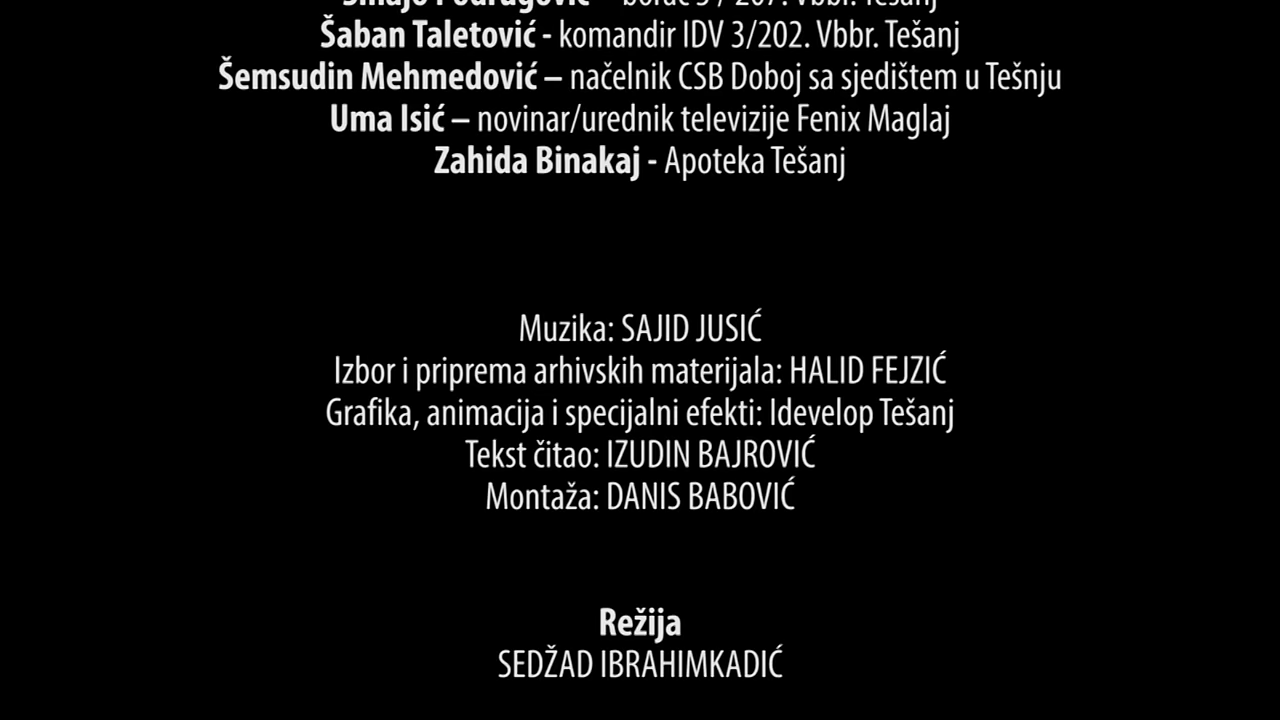 Šaban Taletović - komandir IDV 3/202. Vbbr. Tešanj
Šemsudin Mehmedović – načelnik CSB Doboj sa sjedištem u Tešnju
Uma Isić – novinar/urednik televizije Fenix Maglaj
Zahida Binakaj - Apoteka Tešanj
Muzika: SAJID JUSIĆ
Izbor i priprema arhivskih materijala: HALID FEJZIĆ
Grafika, animacija i specijalni efekti: Idevelop Tešanj
Tekst čitao: IZUDIN BAJROVIĆ
Montaža: DANIS BABOVIĆ
Režija
SEDŽAD IBRAHIMKADIĆ